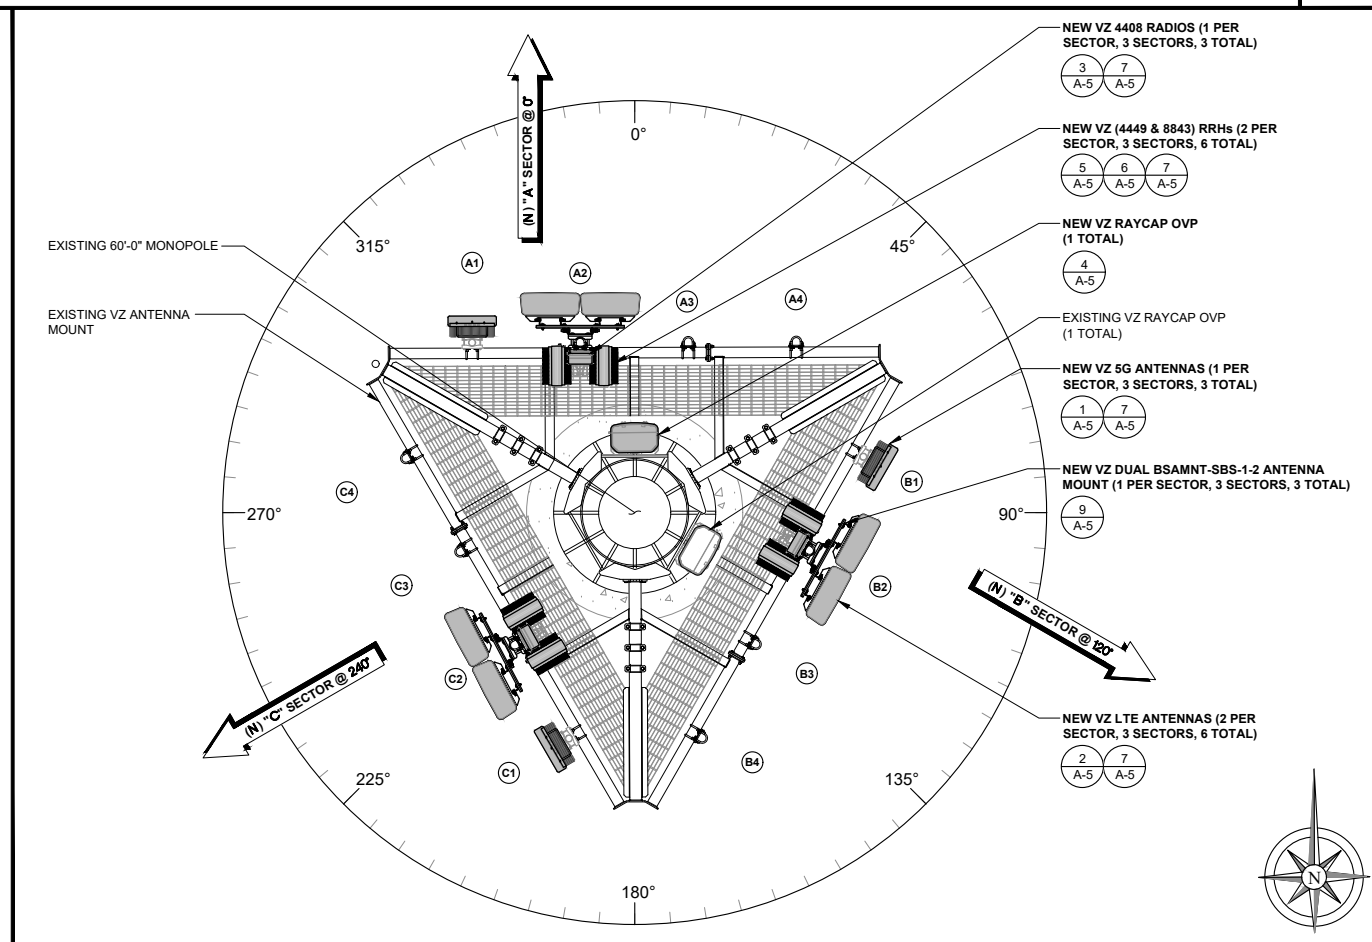 NEW VZ 4408 RADIOS (1 PER
SECTOR, 3 SECTORS, 3 TOTAL)
3 7
A-5 A-5
NEW VZ (4449 & 8843) RRHs (2 PER
SECTOR, 3 SECTORS, 6 TOTAL)
5 6 7
A-5 A-5 A-5
NEW VZ RAYCAP OVP
(1 TOTAL)
4
A-5
EXISTING VZ RAYCAP OVP
(1 TOTAL)
NEW VZ 5G ANTENNAS (1 PER
SECTOR, 3 SECTORS, 3 TOTAL)
1 7
A-5 A-5
NEW VZ DUAL BSAMNT-SBS-1-2 ANTENNA
MOUNT (1 PER SECTOR, 3 SECTORS, 3 TOTAL)
9
A-5
NEW VZ LTE ANTENNAS (2 PER
SECTOR, 3 SECTORS, 6 TOTAL)
2 7
A-5 A-5
EXISTING 60'-0" MONOPOLE
EXISTING VZ ANTENNA
MOUNT
(N) "A" SECTOR @ 0°
(N) "B" SECTOR @ 120°
(N) "C" SECTOR @ 240°
0°
45°
90°
135°
180°
225°
270°
315°
A1
A2
A3
A4
B1
B2
B3
B4
C1
C2
C3
C4
N